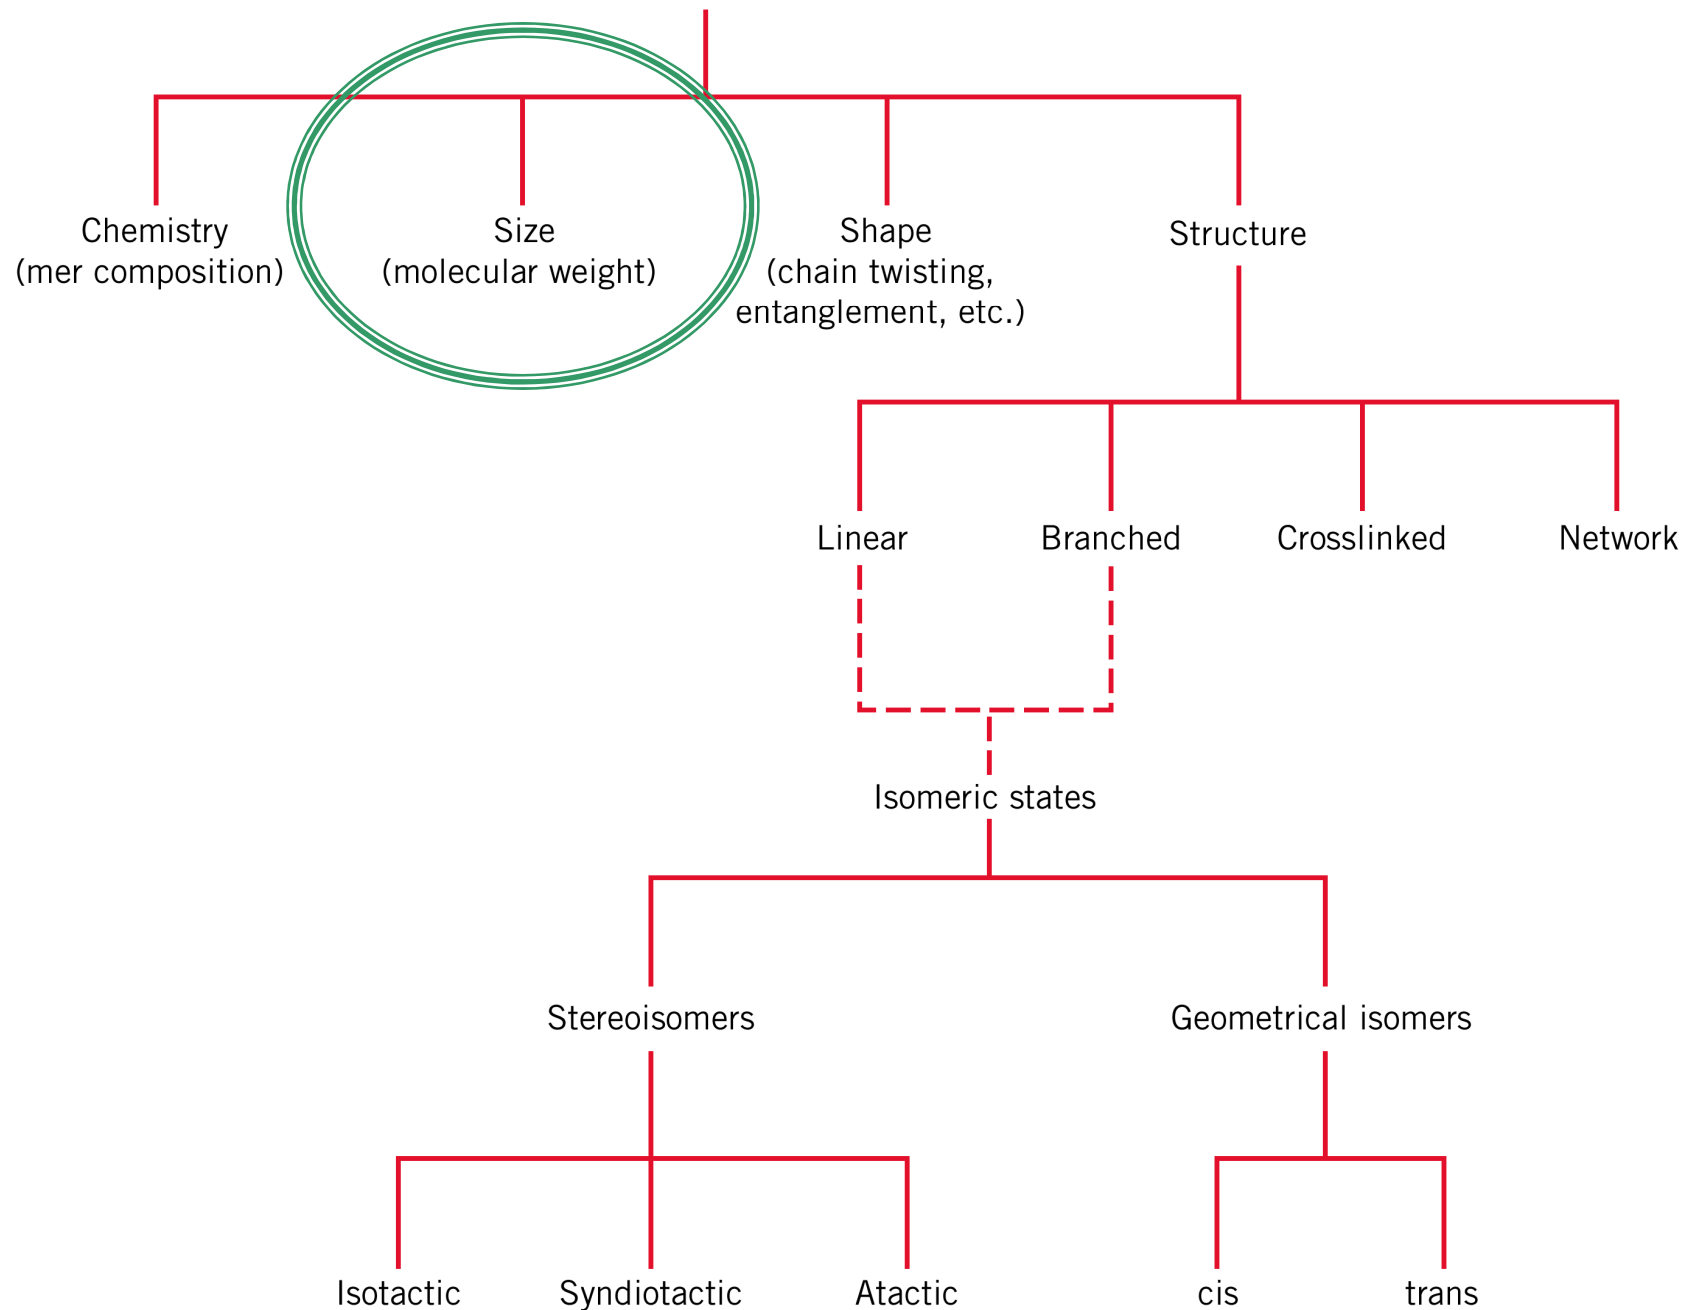 Chemistry
(mer composition)
Size
(molecular weight)
Shape
(chain twisting,
entanglement, etc.)
Structure
Linear
Branched
Crosslinked
Network
Isomeric states
Stereoisomers
Geometrical isomers
Isotactic
Syndiotactic
Atactic
cis
trans